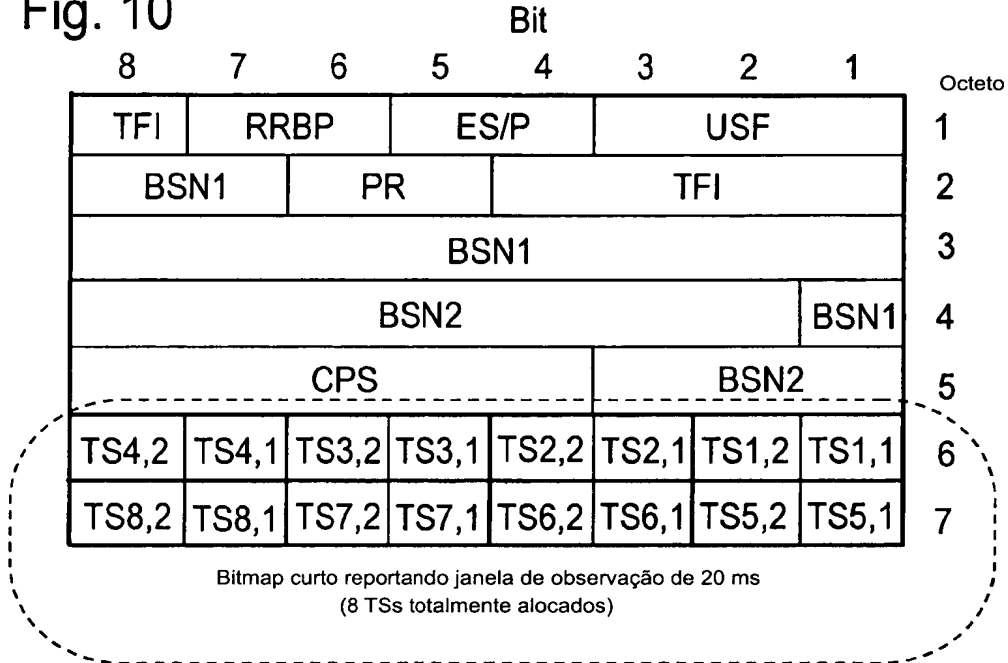 Fig. 10
Bit
8 7 6 5 4 3 2 1 Octeto
TFI RRBP ES/P USF 1
BSN1 PR TFI 2
BSN1 3
BSN2 BSN1 4
CPS BSN2 5
TS4,2 TS4,1 TS3,2 TS3,1 TS2,2 TS2,1 TS1,2 TS1,1 6
TS8,2 TS8,1 TS7,2 TS7,1 TS6,2 TS6,1 TS5,2 TS5,1 7
Bitmap curto reportando janela de observação de 20 ms
(8 TSs totalmente alocados)